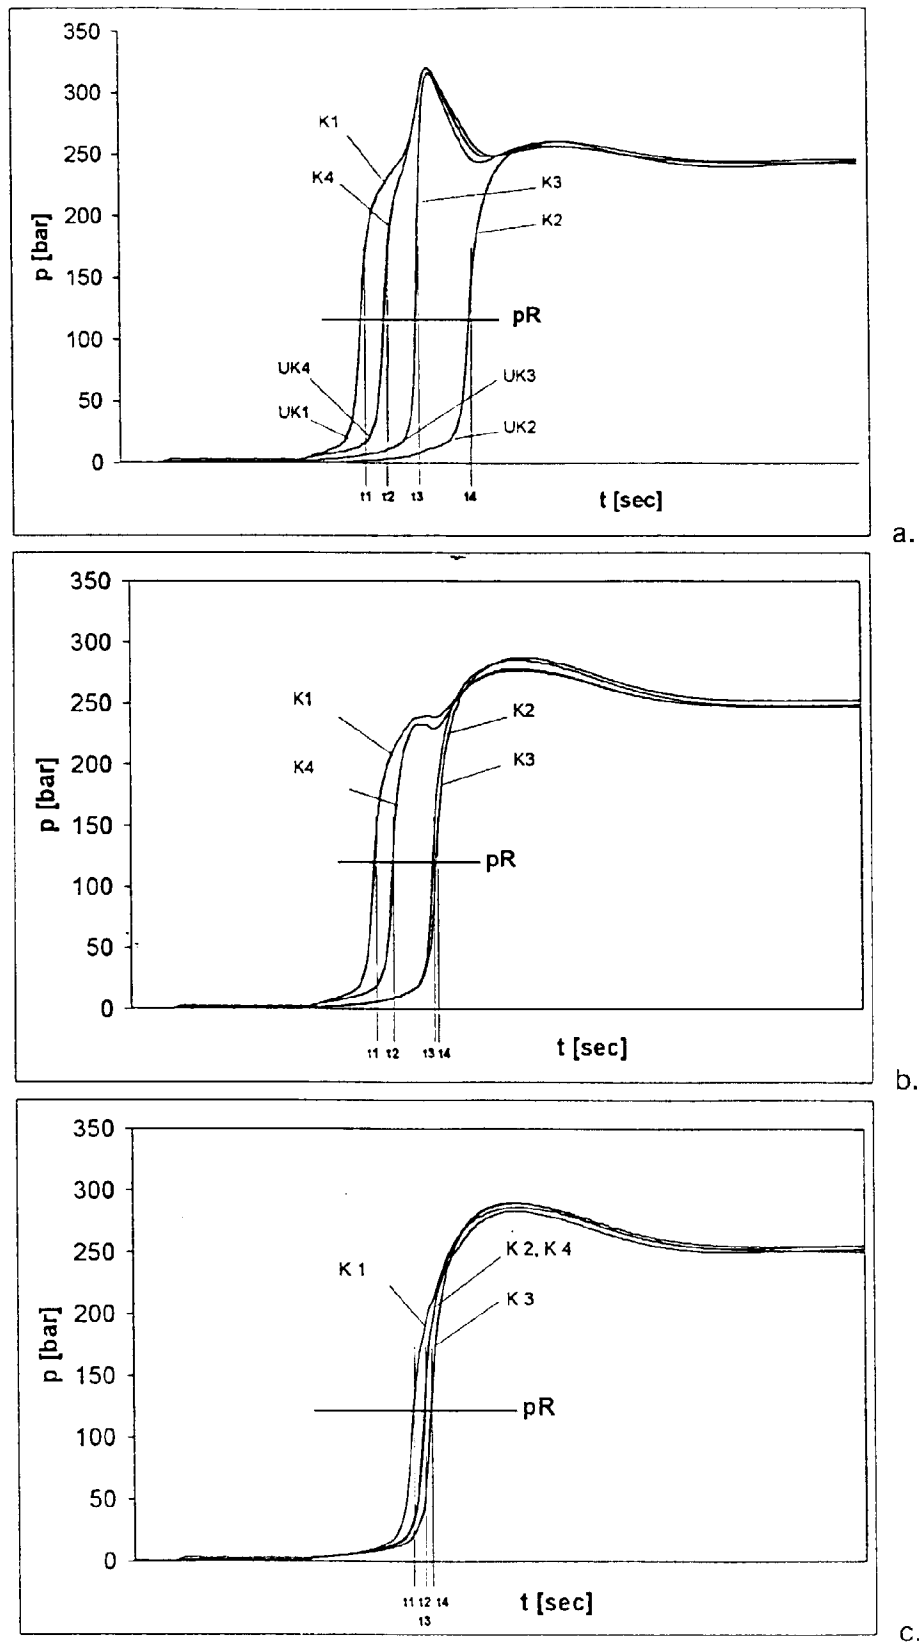 350
300
250
200
150
100
50
0
p [bar]
K1
K4
K3
K2
pR
UK4
UK1
UK3
UK2
t1 t2 t3 t4
t [sec]
a.
350
300
250
200
150
100
50
0
p [bar]
K1
K4
K2
K3
pR
t1 t2 t3 t4
t [sec]
b.
350
300
250
200
150
100
50
0
p [bar]
K 1
K 2, K 4
K 3
pR
t1 t2 t4
t3
t [sec]
c.